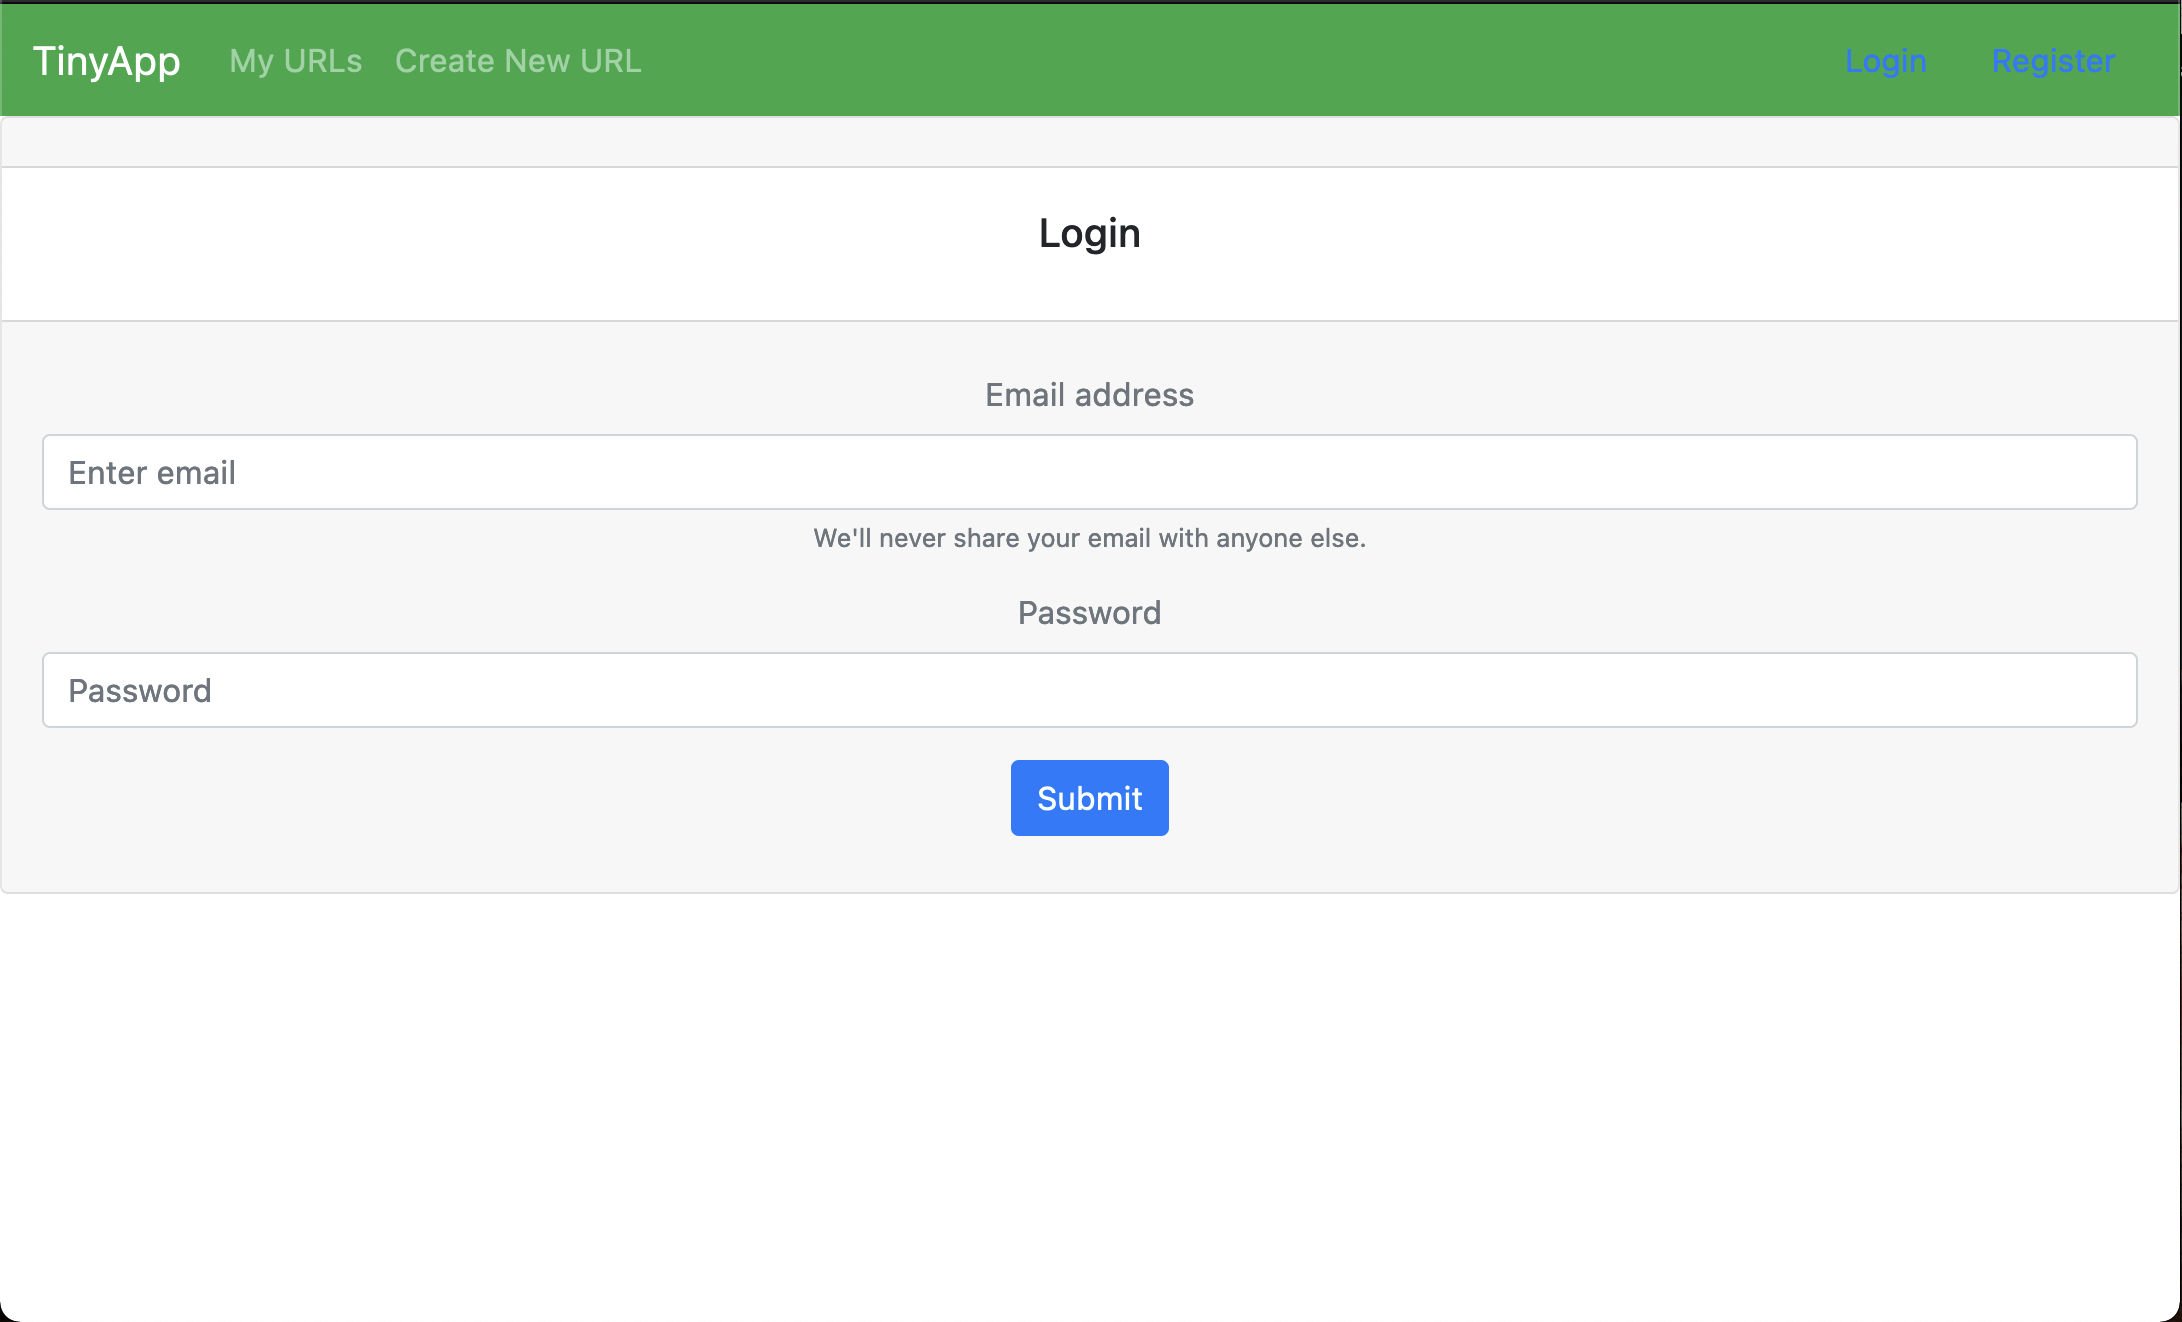 TinyApp My URLs Create New URL Login Register
Login
Email address
Enter email
We'll never share your email with anyone else.
Password
Password
Submit